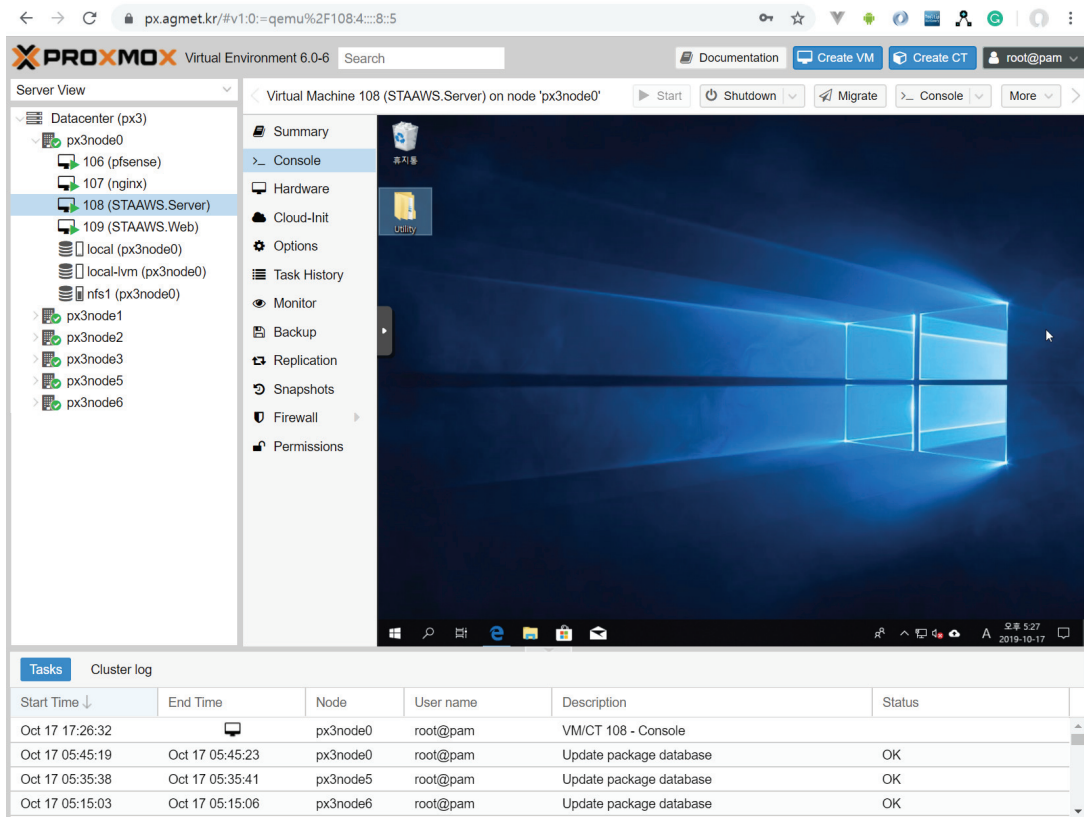 px.agmet.kr/#v1:0:=qemu%2F108:4::::8::5
PROXMOX Virtual Environment 6.0-6 Search Documentation Create VM Create CT root@pam
Server View
Datacenter (px3)
px3node0
106 (pfsense)
107 (nginx)
108 (STAAWS.Server)
109 (STAAWS.Web)
local (px3node0)
local-lvm (px3node0)
nfs1 (px3node0)
px3node1
px3node2
px3node3
px3node5
px3node6
Virtual Machine 108 (STAAWS.Server) on node 'px3node0' Start Shutdown Migrate Console More
Summary
Console
Hardware
Cloud-Init
Options
Task History
Monitor
Backup
Replication
Snapshots
Firewall
Permissions
휴지통
Utility
A 오후 5:27
2019-10-17
Tasks Cluster log
Start Time End Time Node User name Description Status
Oct 17 17:26:32 px3node0 root@pam VM/CT 108 - Console
Oct 17 05:45:19 Oct 17 05:45:23 px3node0 root@pam Update package database OK
Oct 17 05:35:38 Oct 17 05:35:41 px3node5 root@pam Update package database OK
Oct 17 05:15:03 Oct 17 05:15:06 px3node6 root@pam Update package database OK